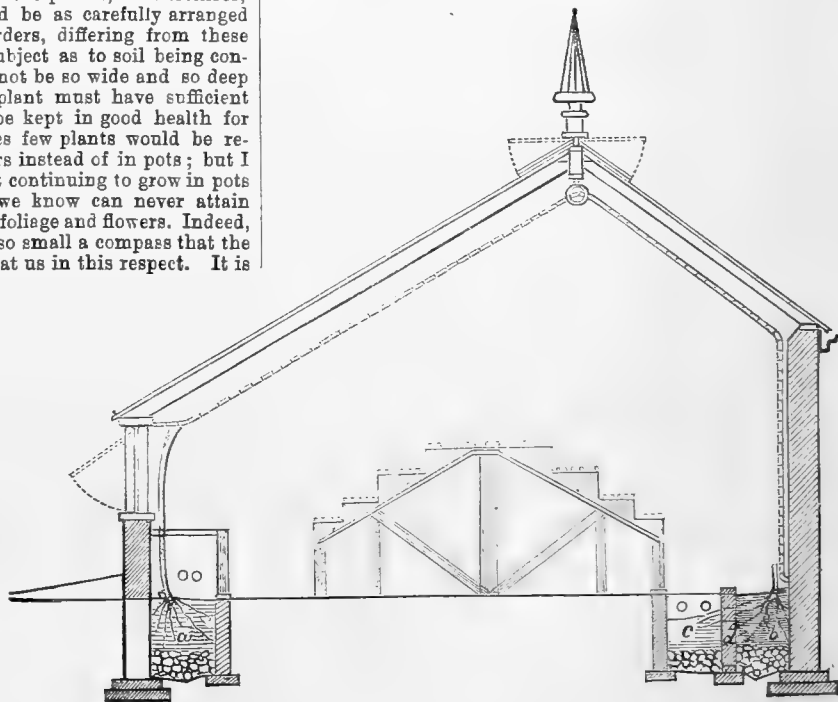 d be as carefully arranged
rders, differing from these
bject as to soil being con-
not be so wide and so deep
plant must have sufficient
be kept in good health for
es few plants would be re-
rs instead of in pots; but I
continuing to grow in pots
we know can never attain
foliage and flowers. Indeed,
so small a compass that the
at us in this respect. It is
a
c
d
b